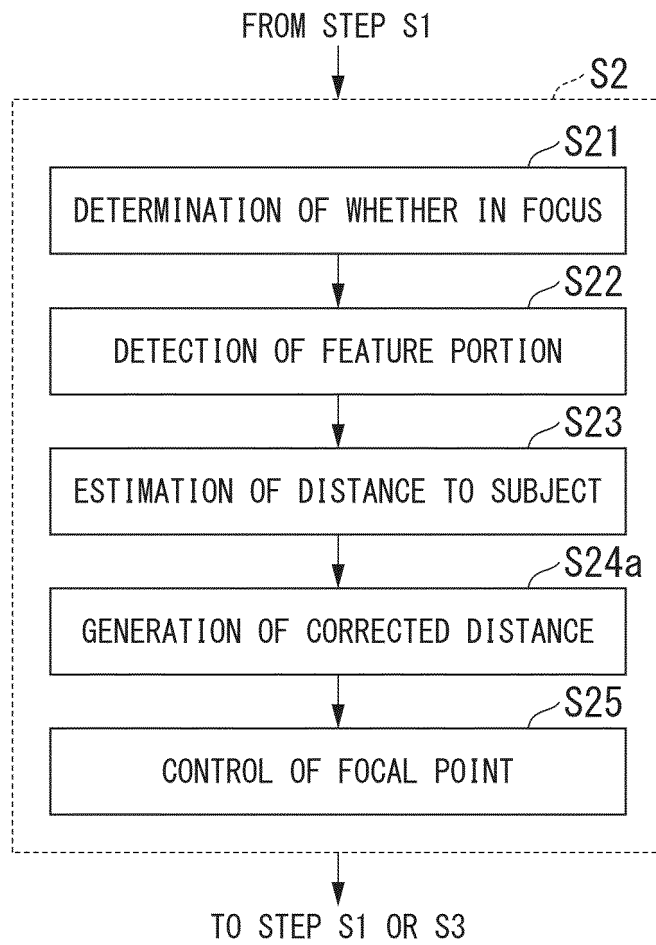 FROM STEP S1
S2
S21
DETERMINATION OF WHETHER IN FOCUS
S22
DETECTION OF FEATURE PORTION
S23
ESTIMATION OF DISTANCE TO SUBJECT
S24a
GENERATION OF CORRECTED DISTANCE
S25
CONTROL OF FOCAL POINT
TO STEP S1 OR S3